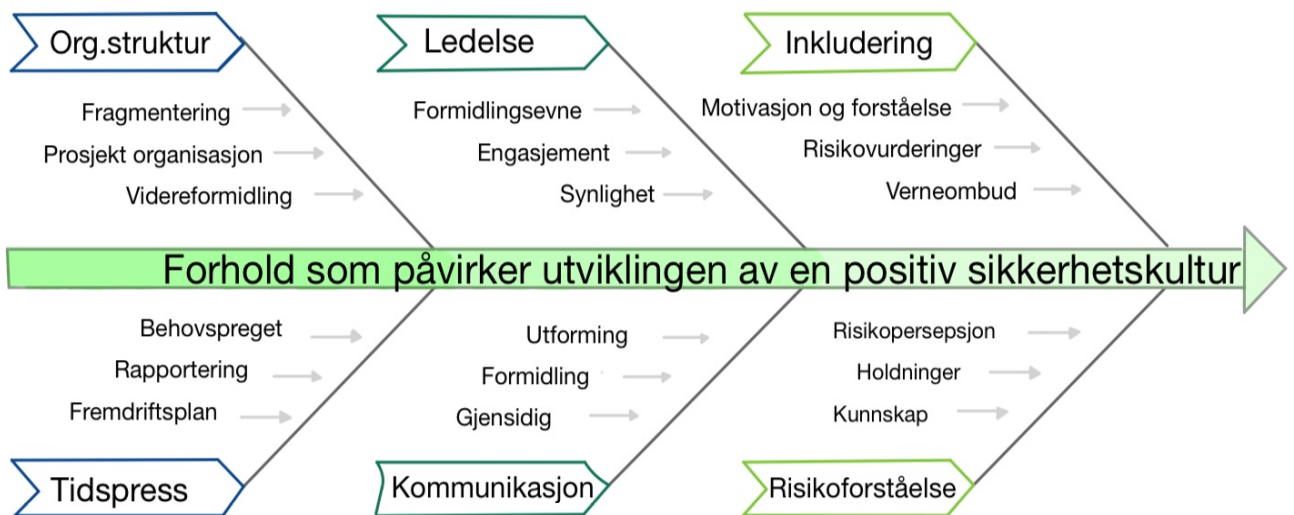 Org.struktur
Fragmentering
Prosjekt organisasjon
Videreformidling
Ledelse
Formidlingsevne
Engasjement
Synlighet
Inkludering
Motivasjon og forståelse
Risikovurderinger
Verneombud
Forhold som påvirker utviklingen av en positiv sikkerhetskultur
Behovspreget
Rapportering
Fremdriftsplan
Tidspress
Utforming
Formidling
Gjensidig
Kommunikasjon
Risikopersepsjon
Holdninger
Kunnskap
Risikoforståelse